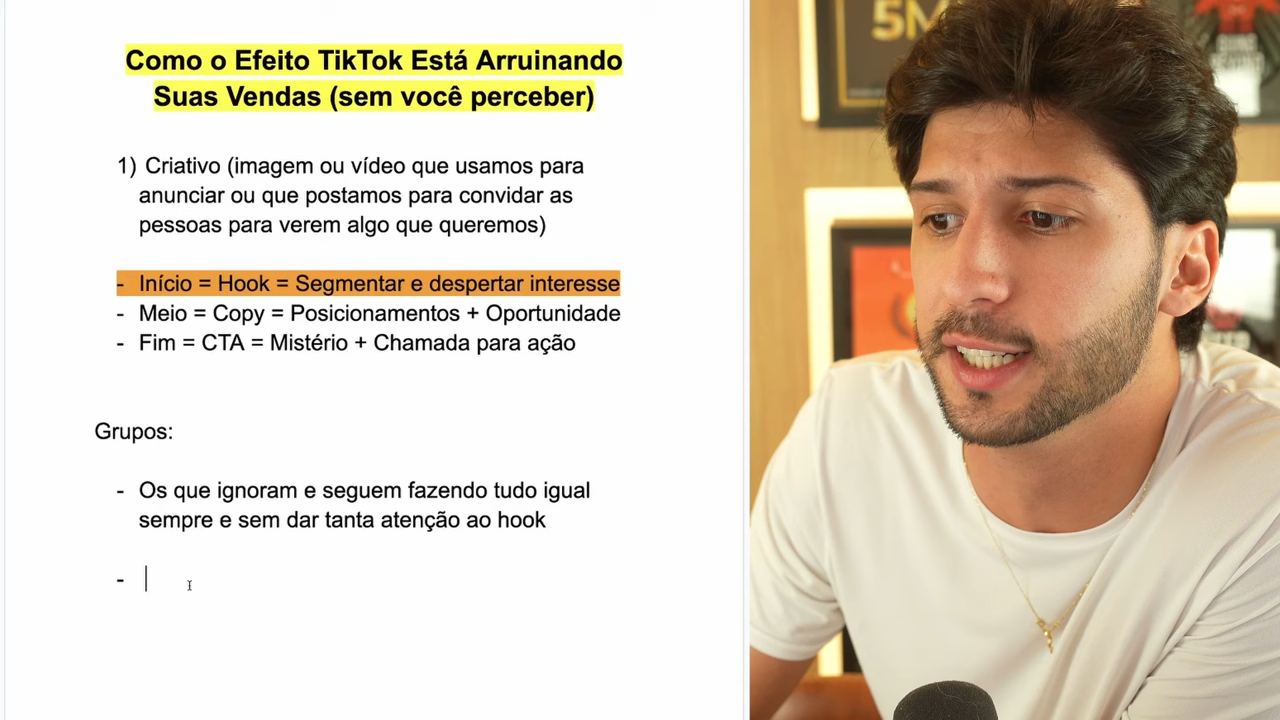 Como o Efeito TikTok Está Arruinando
Suas Vendas (sem você perceber)
1) Criativo (imagem ou vídeo que usamos para
anunciar ou que postamos para convidar as
pessoas para verem algo que queremos)
- Início = Hook = Segmentar e despertar interesse
- Meio = Copy = Posicionamentos + Oportunidade
- Fim = CTA = Mistério + Chamada para ação
Grupos:
- Os que ignoram e seguem fazendo tudo igual
sempre e sem dar tanta atenção ao hook
-
5M